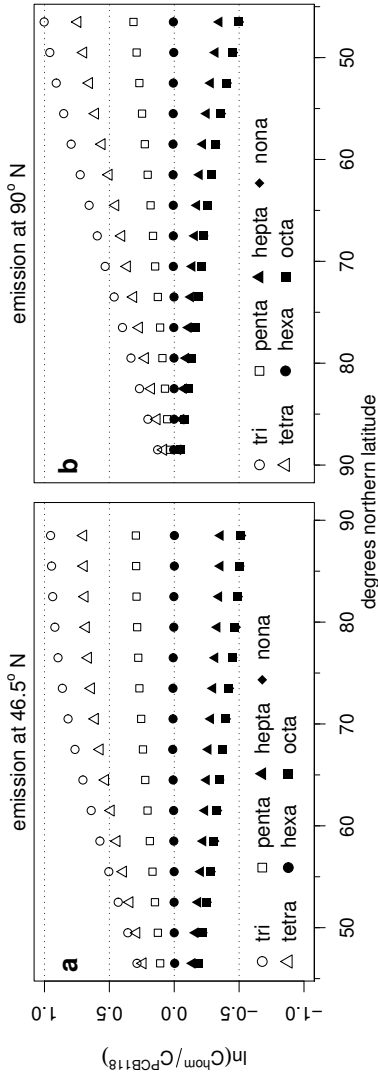 emission at 46.5° N
emission at 90° N
a
b
ln(C^hom/C^PCB118)
1.0
0.5
0.0
−0.5
−1.0
tri
tetra
penta
hexa
hepta
octa
nona
tri
tetra
penta
hexa
hepta
octa
nona
50 60 70 80 90
90 80 70 60 50
degrees northern latitude